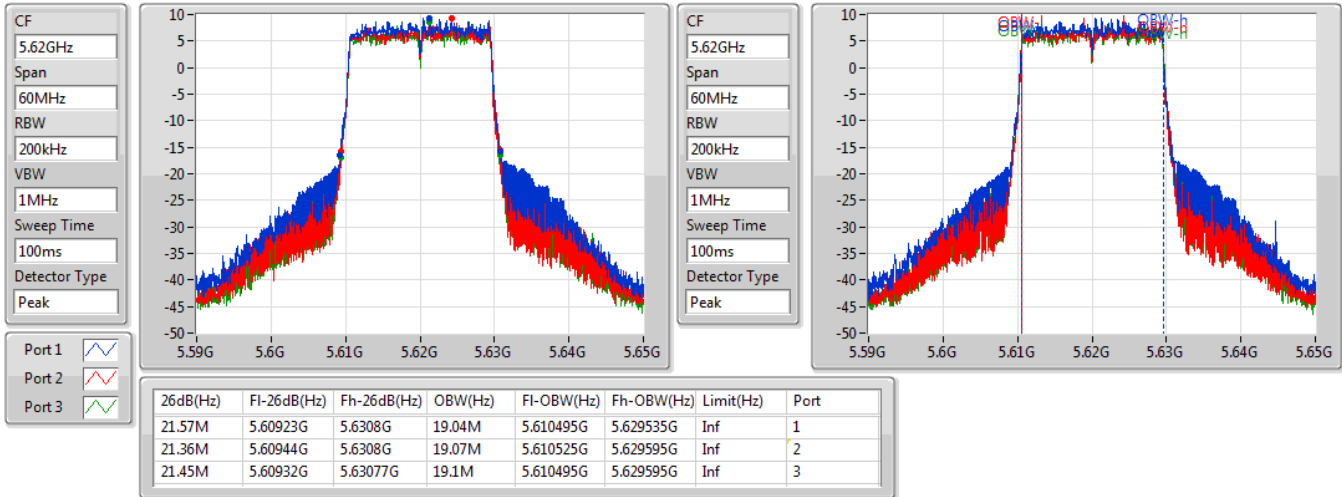 CF
5.62GHz
Span
60MHz
RBW
200kHz
VBW
1MHz
Sweep Time
100ms
Detector Type
Peak
10
5
0
-5
-10
-15
-20
-25
-30
-35
-40
-45
-50
5.59G 5.6G 5.61G 5.62G 5.63G 5.64G 5.65G
CF
5.62GHz
Span
60MHz
RBW
200kHz
VBW
1MHz
Sweep Time
100ms
Detector Type
Peak
OBW-h
10
5
0
-5
-10
-15
-20
-25
-30
-35
-40
-45
-50
5.59G 5.6G 5.61G 5.62G 5.63G 5.64G 5.65G
Port 1
Port 2
Port 3
26dB(Hz) Fl-26dB(Hz) Fh-26dB(Hz) OBW(Hz) Fl-OBW(Hz) Fh-OBW(Hz) Limit(Hz) Port
21.57M 5.60923G 5.6308G 19.04M 5.610495G 5.629535G Inf 1
21.36M 5.60944G 5.6308G 19.07M 5.610525G 5.629595G Inf 2
21.45M 5.60932G 5.63077G 19.1M 5.610495G 5.629595G Inf 3